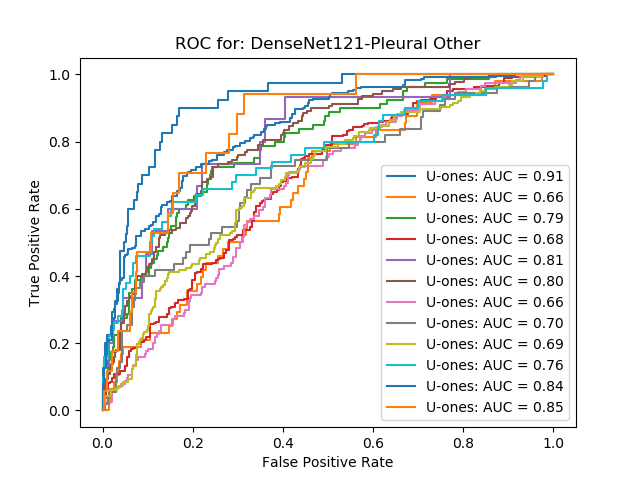 ROC for: DenseNet121-Pleural Other
True Positive Rate
1.0
0.8
0.6
0.4
0.2
0.0
U-ones: AUC = 0.91
U-ones: AUC = 0.66
U-ones: AUC = 0.79
U-ones: AUC = 0.68
U-ones: AUC = 0.81
U-ones: AUC = 0.80
U-ones: AUC = 0.66
U-ones: AUC = 0.70
U-ones: AUC = 0.69
U-ones: AUC = 0.76
U-ones: AUC = 0.84
U-ones: AUC = 0.85
0.0 0.2 0.4 0.6 0.8 1.0
False Positive Rate